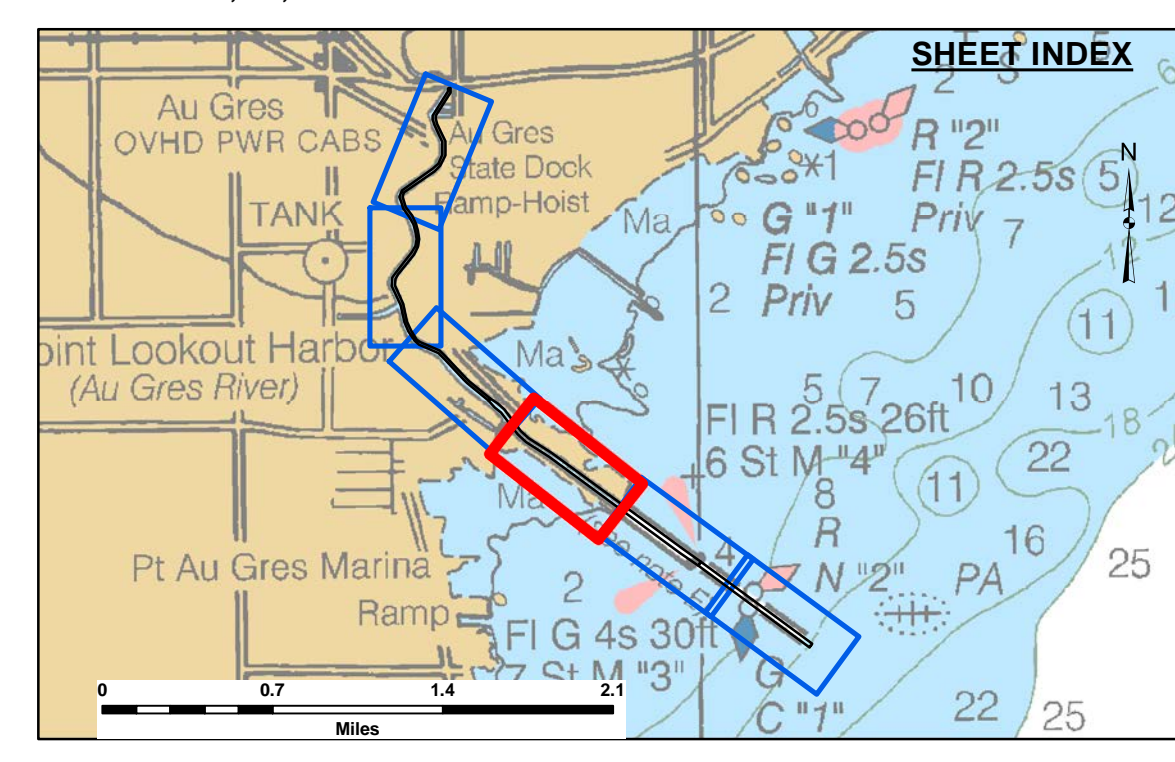 SHEET INDEX
Au Gres
OVHD PWR CABS
Au Gres
State Dock
Ramp-Hoist
TANK
Ma
6
1
2
S
R "2"
Fl R 2.5s
Priv
5
12
G "1"
Fl G 2.5s
Priv
7
12
N
2
5
11
Point Lookout Harbor
(Au Gres River)
Ma
5
7
10
13
18
Fl R 2.5s 26ft
6 St M "4"
22
11
8
R
N "2"
PA
16
25
Ma
4
Pt Au Gres Marina
Ramp
2
Fl G 4s 30ft
7 St M "3"
G
C "1"
22
25
0
0.7
1.4
2.1
Miles